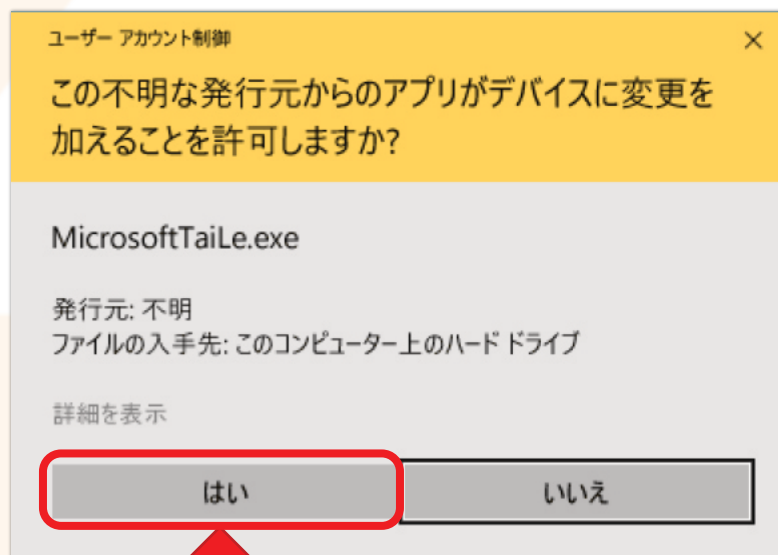 ユーザー アカウント制御
この不明な発行元からのアプリがデバイスに変更を
加えることを許可しますか?
MicrosoftTaiLe.exe
発行元: 不明
ファイルの入手先: このコンピューター上のハード ドライブ
詳細を表示
はい
いいえ